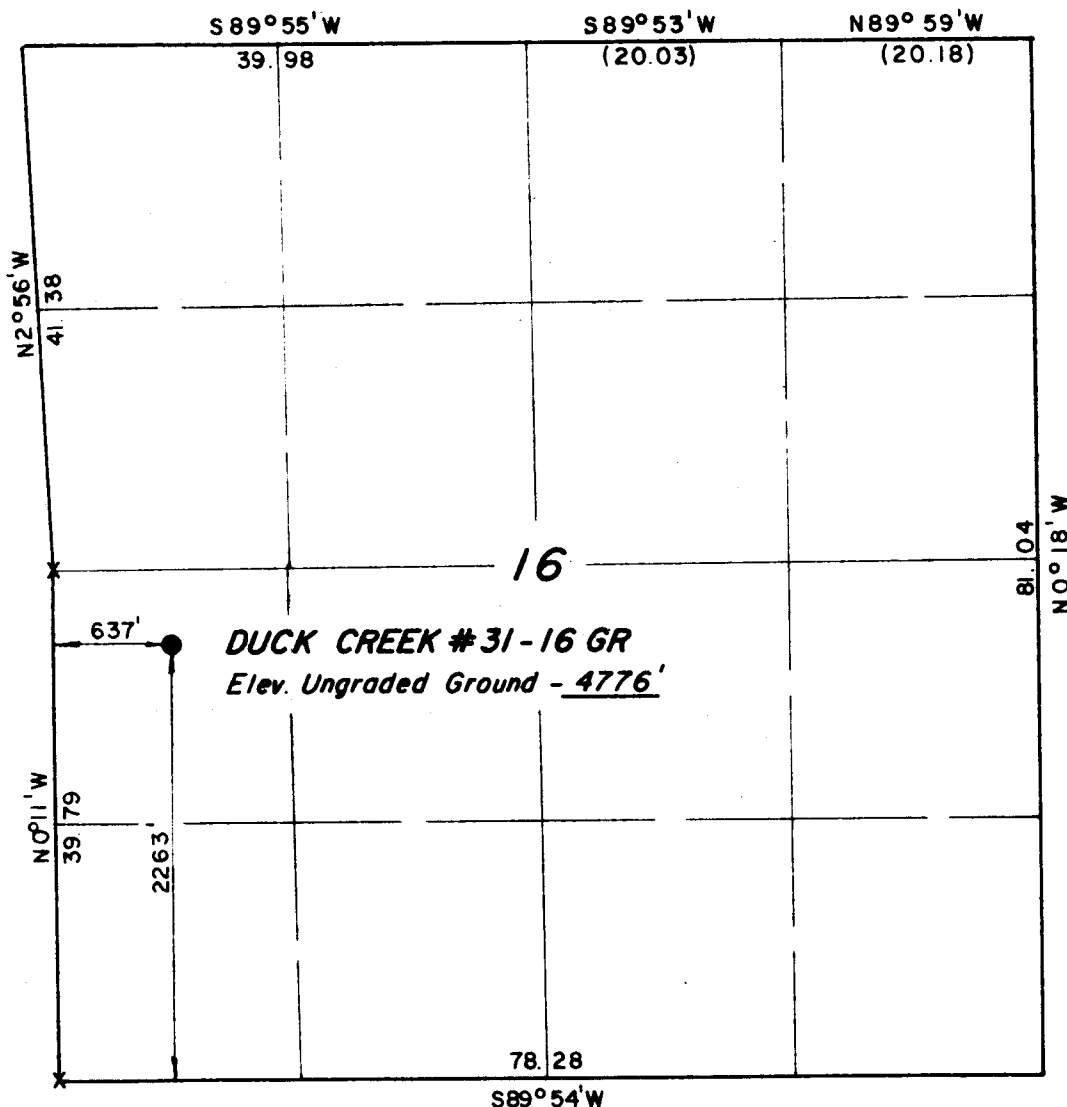 S89°55'W
S89°53'W
N89°59'W
39.98
(20.03)
(20.18)
N2°56'W
41.38
16
81.04
N0°18'W
637'
DUCK CREEK #31-16 GR
Elev. Ungraded Ground - 4776'
N0°11'W
39.79
2263'
78.28
S89°54'W